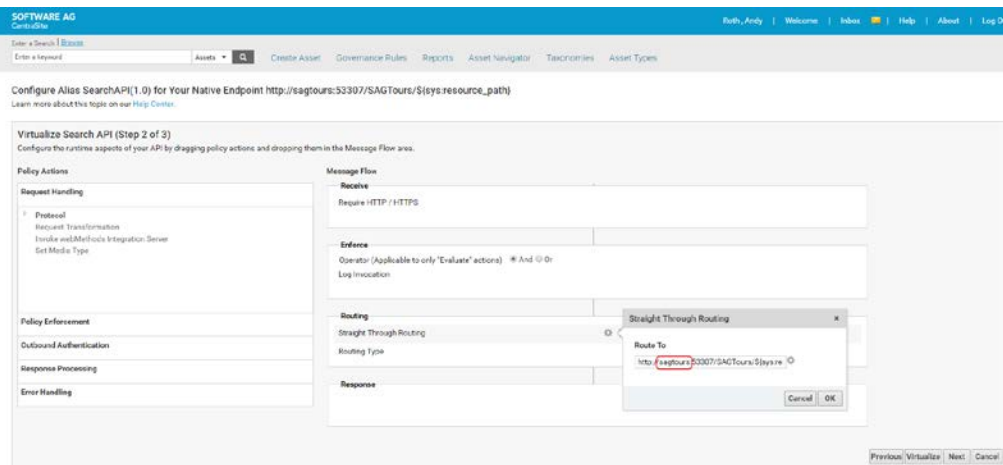 SOFTWARE AG
CentraSite
Roth, Andy | Welcome | Inbox | Help | About | Log O
Enter a Search | Browse
Enter a keyword Assets Create Asset Governance Rules Reports Asset Navigator Taxonomies Asset Types
Configure Alias SearchAPI(1.0) for Your Native Endpoint http://sagtours:53307/SAGTours/${sys:resource_path}
Learn more about this topic on our Help Center.
Virtualize Search API (Step 2 of 3)
Configure the runtime aspects of your API by dragging policy actions and dropping them in the Message Flow area.
Policy Actions
Request Handling
Protocol
Request Transformation
Invoke webMethods Integration Server
Set Media Type
Policy Enforcement
Outbound Authentication
Response Processing
Error Handling
Message Flow
Receive
Require HTTP / HTTPS
Enforce
Operator (Applicable to only "Evaluate" actions) And Or
Log Invocation
Routing
Straight Through Routing
Routing Type
Response
Straight Through Routing x
Route To
http://sagtours:53307/SAGTours/${sys:re
Cancel OK
Previous Virtualize Next Cancel